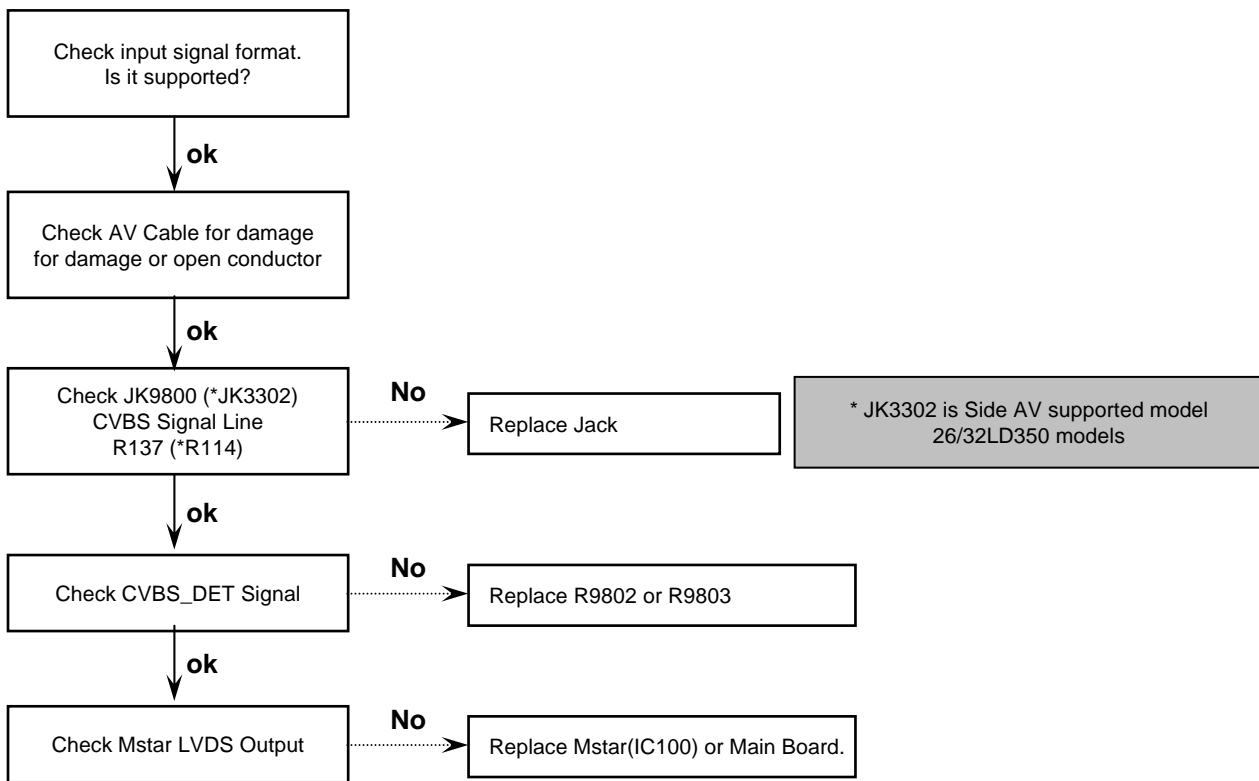 Check input signal format.
Is it supported?
ok
Check AV Cable for damage
for damage or open conductor
ok
Check JK9800 (*JK3302)
CVBS Signal Line
R137 (*R114)
No
Replace Jack
* JK3302 is Side AV supported model
26/32LD350 models
ok
Check CVBS_DET Signal
No
Replace R9802 or R9803
ok
Check Mstar LVDS Output
No
Replace Mstar(IC100) or Main Board.